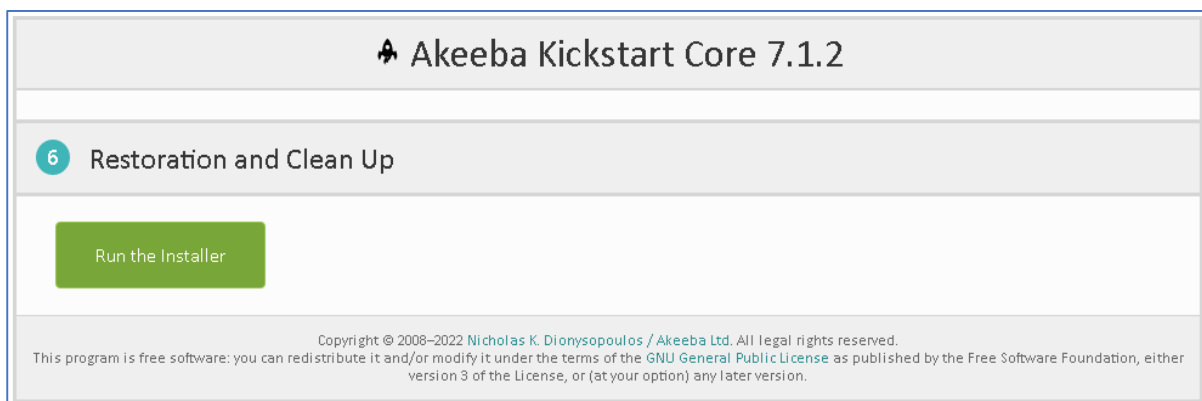 Akeeba Kickstart Core 7.1.2
6 Restoration and Clean Up
Run the Installer
Copyright © 2008–2022 Nicholas K. Dionysopoulos / Akeeba Ltd. All legal rights reserved.
This program is free software: you can redistribute it and/or modify it under the terms of the GNU General Public License as published by the Free Software Foundation, either
version 3 of the License, or (at your option) any later version.